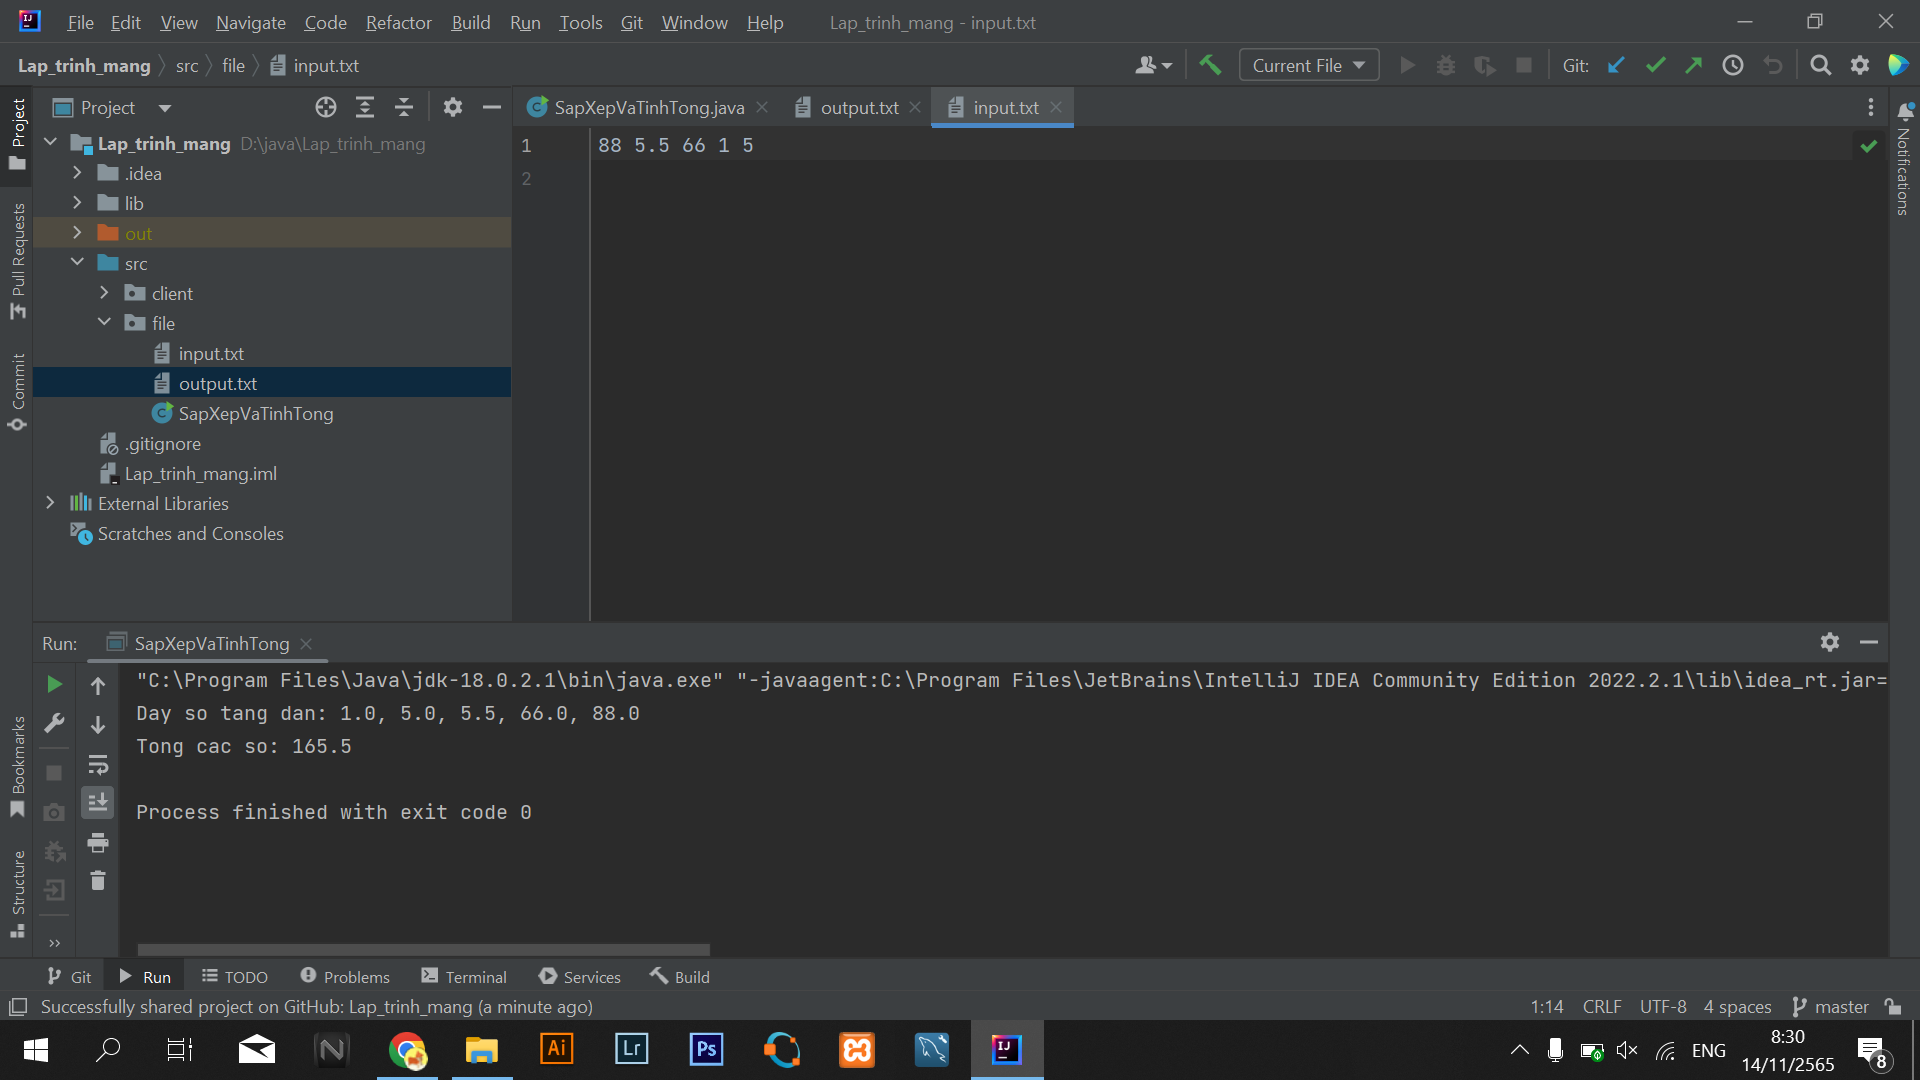 File Edit View Navigate Code Refactor Build Run Tools Git Window Help Lap_trinh_mang - input.txt
Lap_trinh_mang src file input.txt Current File Git:
Project
SapXepVaTinhTong.java output.txt input.txt
Lap_trinh_mang D:\java\Lap_trinh_mang
.idea
lib
out
src
client
file
input.txt
output.txt
SapXepVaTinhTong
.gitignore
Lap_trinh_mang.iml
External Libraries
Scratches and Consoles
1 88 5.5 66 1 5
2
Project
Pull Requests
Commit
Bookmarks
Structure
Notifications
Run: SapXepVaTinhTong
"C:\Program Files\Java\jdk-18.0.2.1\bin\java.exe" "-javaagent:C:\Program Files\JetBrains\IntelliJ IDEA Community Edition 2022.2.1\lib\idea_rt.jar=
Day so tang dan: 1.0, 5.0, 5.5, 66.0, 88.0
Tong cac so: 165.5
Process finished with exit code 0
Git Run TODO Problems Terminal Services Build
Successfully shared project on GitHub: Lap_trinh_mang (a minute ago) 1:14 CRLF UTF-8 4 spaces master
Ai Lr Ps IJ ENG 8:30
14/11/2565 8